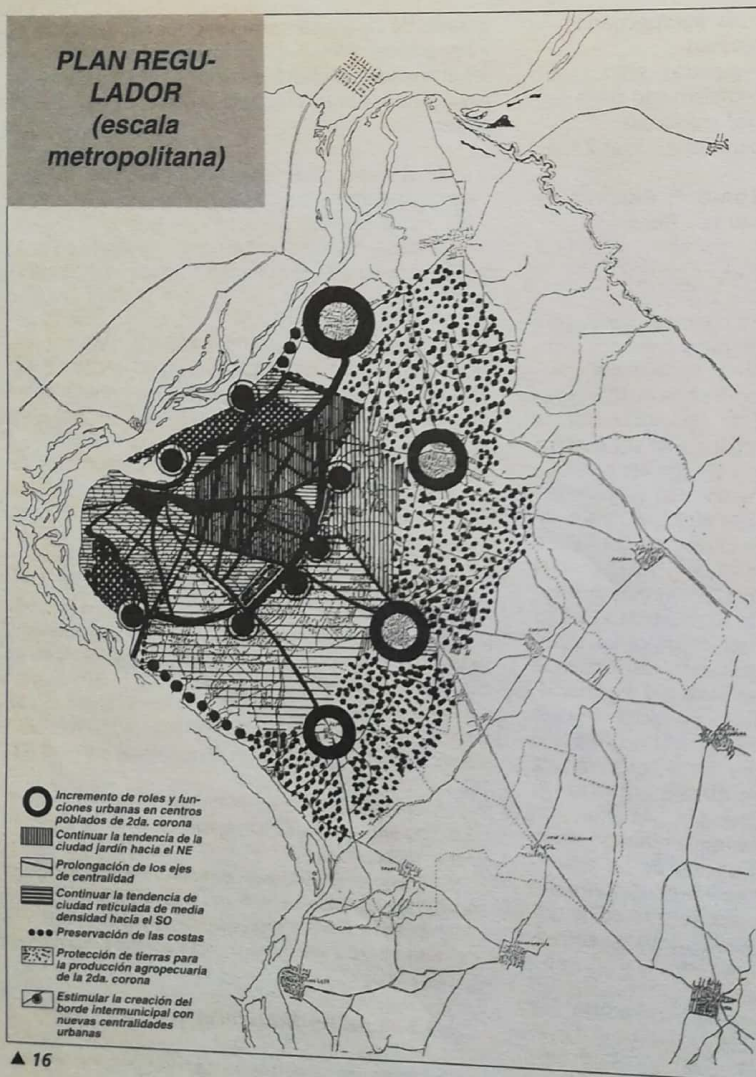 PLAN REGU-
LADOR
(escala
metropolitana)
Incremento de roles y fun-
ciones urbanas en centros
poblados de 2da. corona
Continuar la tendencia de la
ciudad jardín hacia el NE
Prolongación de los ejes
de centralidad
Continuar la tendencia de
ciudad reticulada de media
densidad hacia el SO
Preservación de las costas
Protección de tierras para
la producción agropecuaria
de la 2da. corona
Estimular la creación del
borde intermunicipal con
nuevas centralidades
urbanas
▲ 16